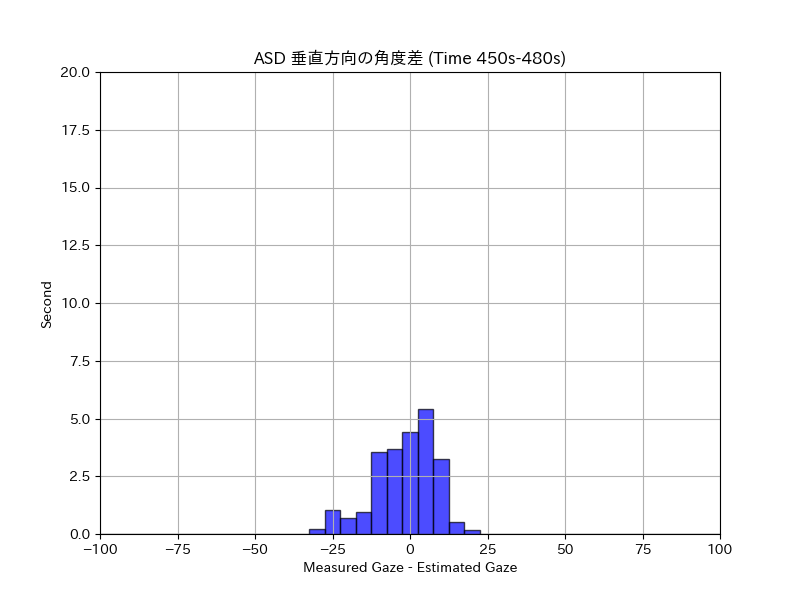 ASD 垂直方向の角度差 (Time 450s-480s)
20.0
17.5
15.0
12.5
10.0
7.5
5.0
2.5
0.0
Second
−100 −75 −50 −25 0 25 50 75 100
Measured Gaze - Estimated Gaze